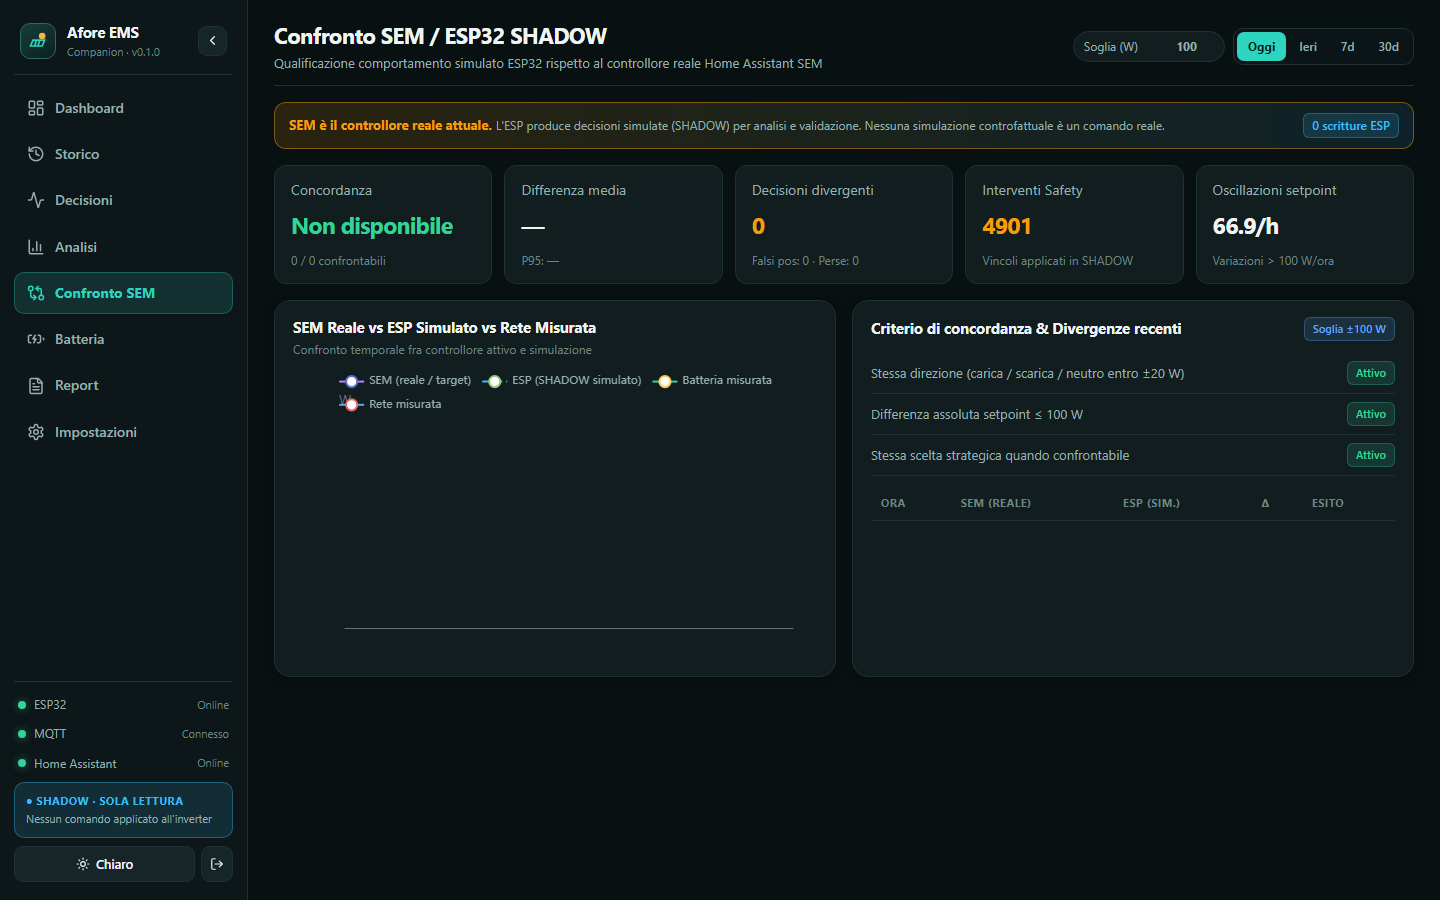 Afore EMS
Companion · v0.1.0
Dashboard
Storico
Decisioni
Analisi
Confronto SEM
Batteria
Report
Impostazioni
ESP32 Online
MQTT Connesso
Home Assistant Online
SHADOW · SOLA LETTURA
Nessun comando applicato all'inverter
Chiaro
Confronto SEM / ESP32 SHADOW
Qualificazione comportamento simulato ESP32 rispetto al controllore reale Home Assistant SEM
Soglia (W) 100
Oggi Ieri 7d 30d
SEM è il controllore reale attuale. L'ESP produce decisioni simulate (SHADOW) per analisi e validazione. Nessuna simulazione controfattuale è un comando reale.
0 scritture ESP
Concordanza
Non disponibile
0 / 0 confrontabili
Differenza media
—
P95: —
Decisioni divergenti
0
Falsi pos: 0 · Perse: 0
Interventi Safety
4901
Vincoli applicati in SHADOW
Oscillazioni setpoint
66.9/h
Variazioni > 100 W/ora
SEM Reale vs ESP Simulato vs Rete Misurata
Confronto temporale fra controllore attivo e simulazione
SEM (reale / target) ESP (SHADOW simulato) Batteria misurata
W Rete misurata
Criterio di concordanza & Divergenze recenti
Soglia ±100 W
Stessa direzione (carica / scarica / neutro entro ±20 W) Attivo
Differenza assoluta setpoint ≤ 100 W Attivo
Stessa scelta strategica quando confrontabile Attivo
ORA SEM (REALE) ESP (SIM.) Δ ESITO